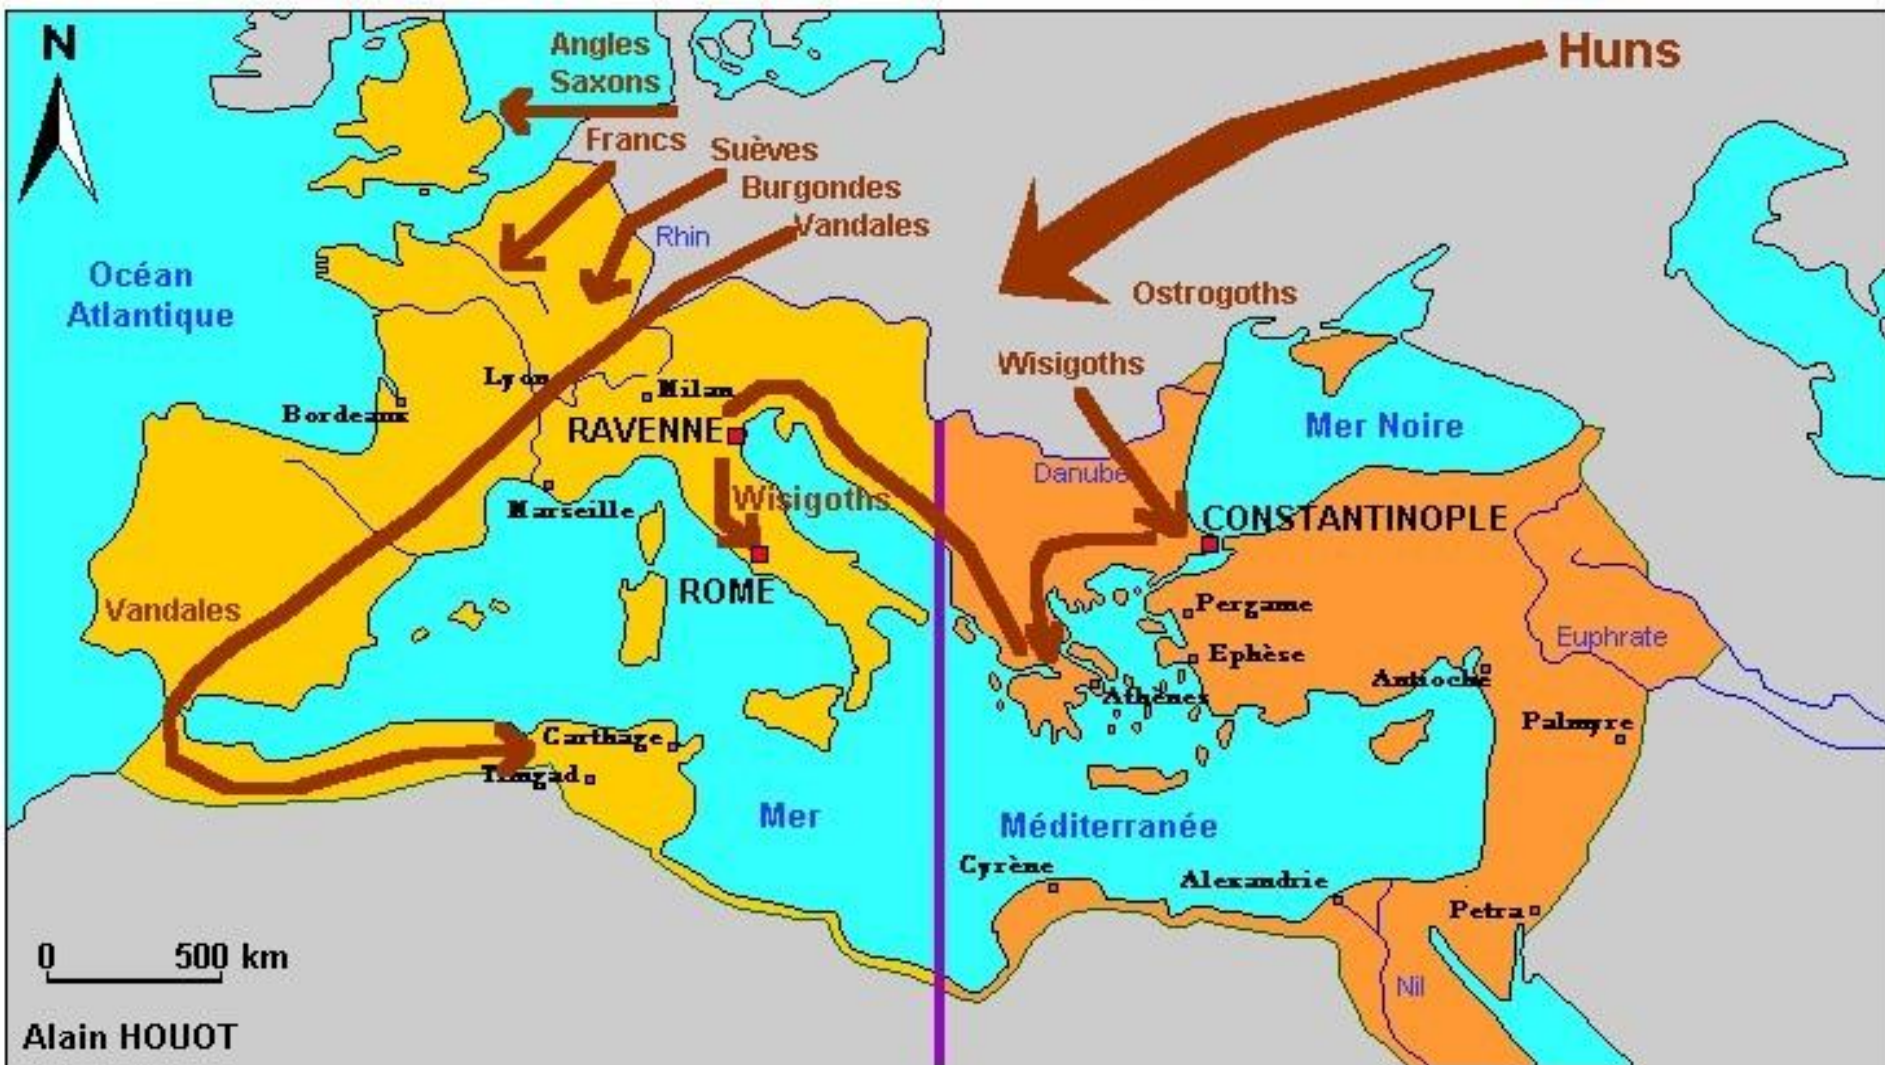 N
Angles
Saxons
Huns
Francs
Suèves
Burgondes
Vandales
Rhin
Océan
Atlantique
Ostrogoths
Wisigoths
Lyon
Milan
Bordeaux
RAVENNE
Mer Noire
Danube
Marseille
Wisigoths
CONSTANTINOPLE
ROME
Vandales
Pergame
Ephèse
Euphrate
Antioche
Athènes
Palmyre
Carthage
Timgad
Mer
Méditerranée
Cyrène
Alexandrie
Petra
0 500 km
Nil
Alain HOUOT